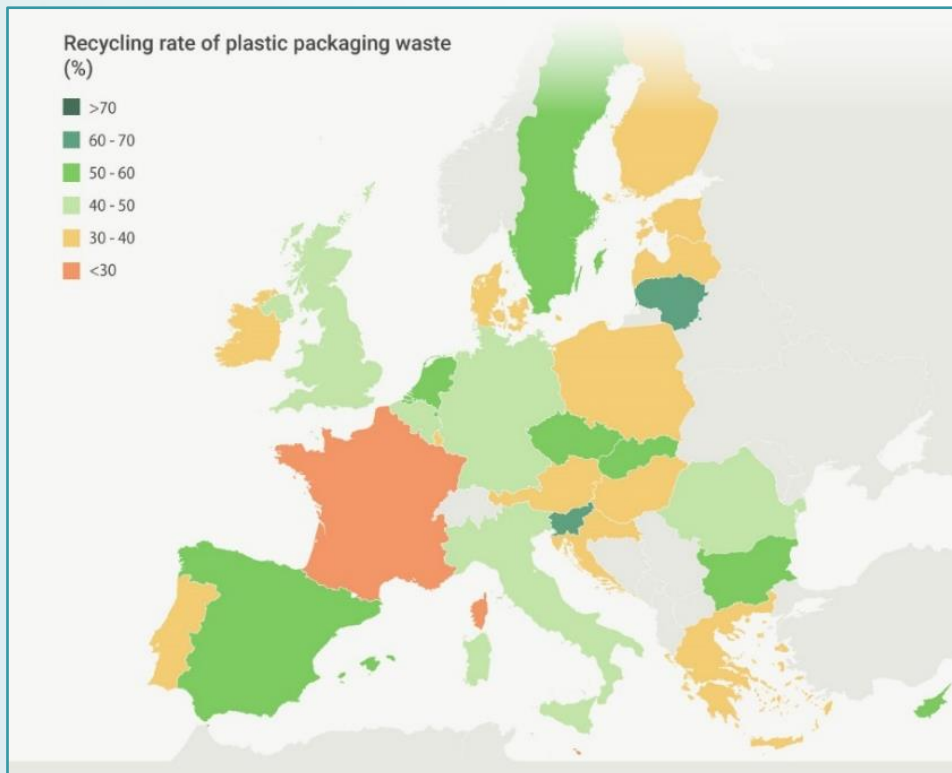 Recycling rate of plastic packaging waste
(%)
>70
60 - 70
50 - 60
40 - 50
30 - 40
<30